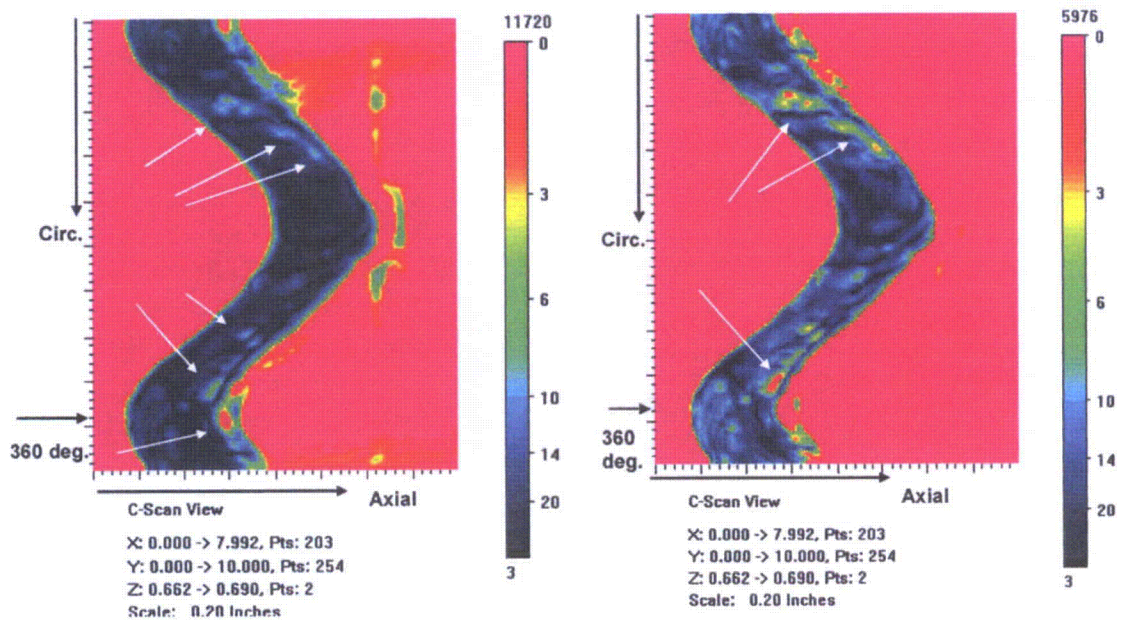 11720
0
3
6
10
14
20
3
Circ.
360 deg.
Axial
C-Scan View
X: 0.000 -> 7.992, Pts: 203
Y: 0.000 -> 10.000, Pts: 254
Z: 0.662 -> 0.690, Pts: 2
Scale: 0.20 Inches
5976
0
3
6
10
14
20
3
Circ.
360
deg.
Axial
C-Scan View
X: 0.000 -> 7.992, Pts: 203
Y: 0.000 -> 10.000, Pts: 254
Z: 0.662 -> 0.690, Pts: 2
Scale: 0.20 Inches